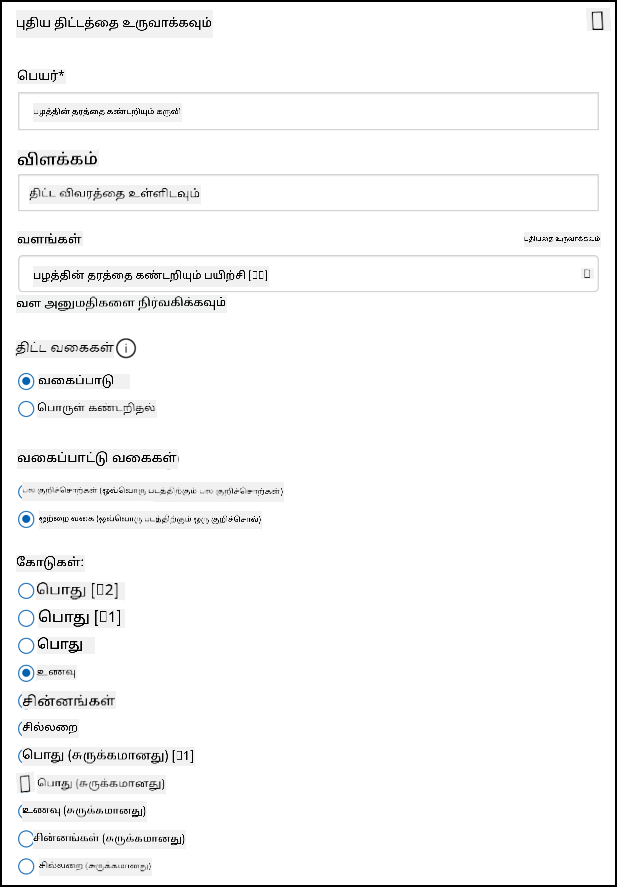 புதிய திட்டத்தை உருவாக்கவும்
பெயர்*
பழத்தின் தரத்தை கண்டறியும் கருவி
விளக்கம்
திட்ட விவரத்தை உள்ளிடவும்
வளங்கள்
புதியதை உருவாக்கவும்
பழத்தின் தரத்தை கண்டறியும் பயிற்சி [▯▯]
வள அனுமதிகளை நிர்வகிக்கவும்
திட்ட வகைகள் i
வகைப்பாடு
பொருள் கண்டறிதல்
வகைப்பாட்டு வகைகள்
பல குறிச்சொற்கள் (ஒவ்வொரு படத்திற்கும் பல குறிச்சொற்கள்)
ஒற்றை வகை (ஒவ்வொரு படத்திற்கும் ஒரு குறிச்சொல்)
கோடுகள்:
பொது [▯2]
பொது [▯1]
பொது
உணவு
சின்னங்கள்
சில்லறை
பொது (சுருக்கமானது) [▯1]
பொது (சுருக்கமானது)
உணவு (சுருக்கமானது)
சின்னங்கள் (சுருக்கமானது)
சில்லறை (சுருக்கமானது)